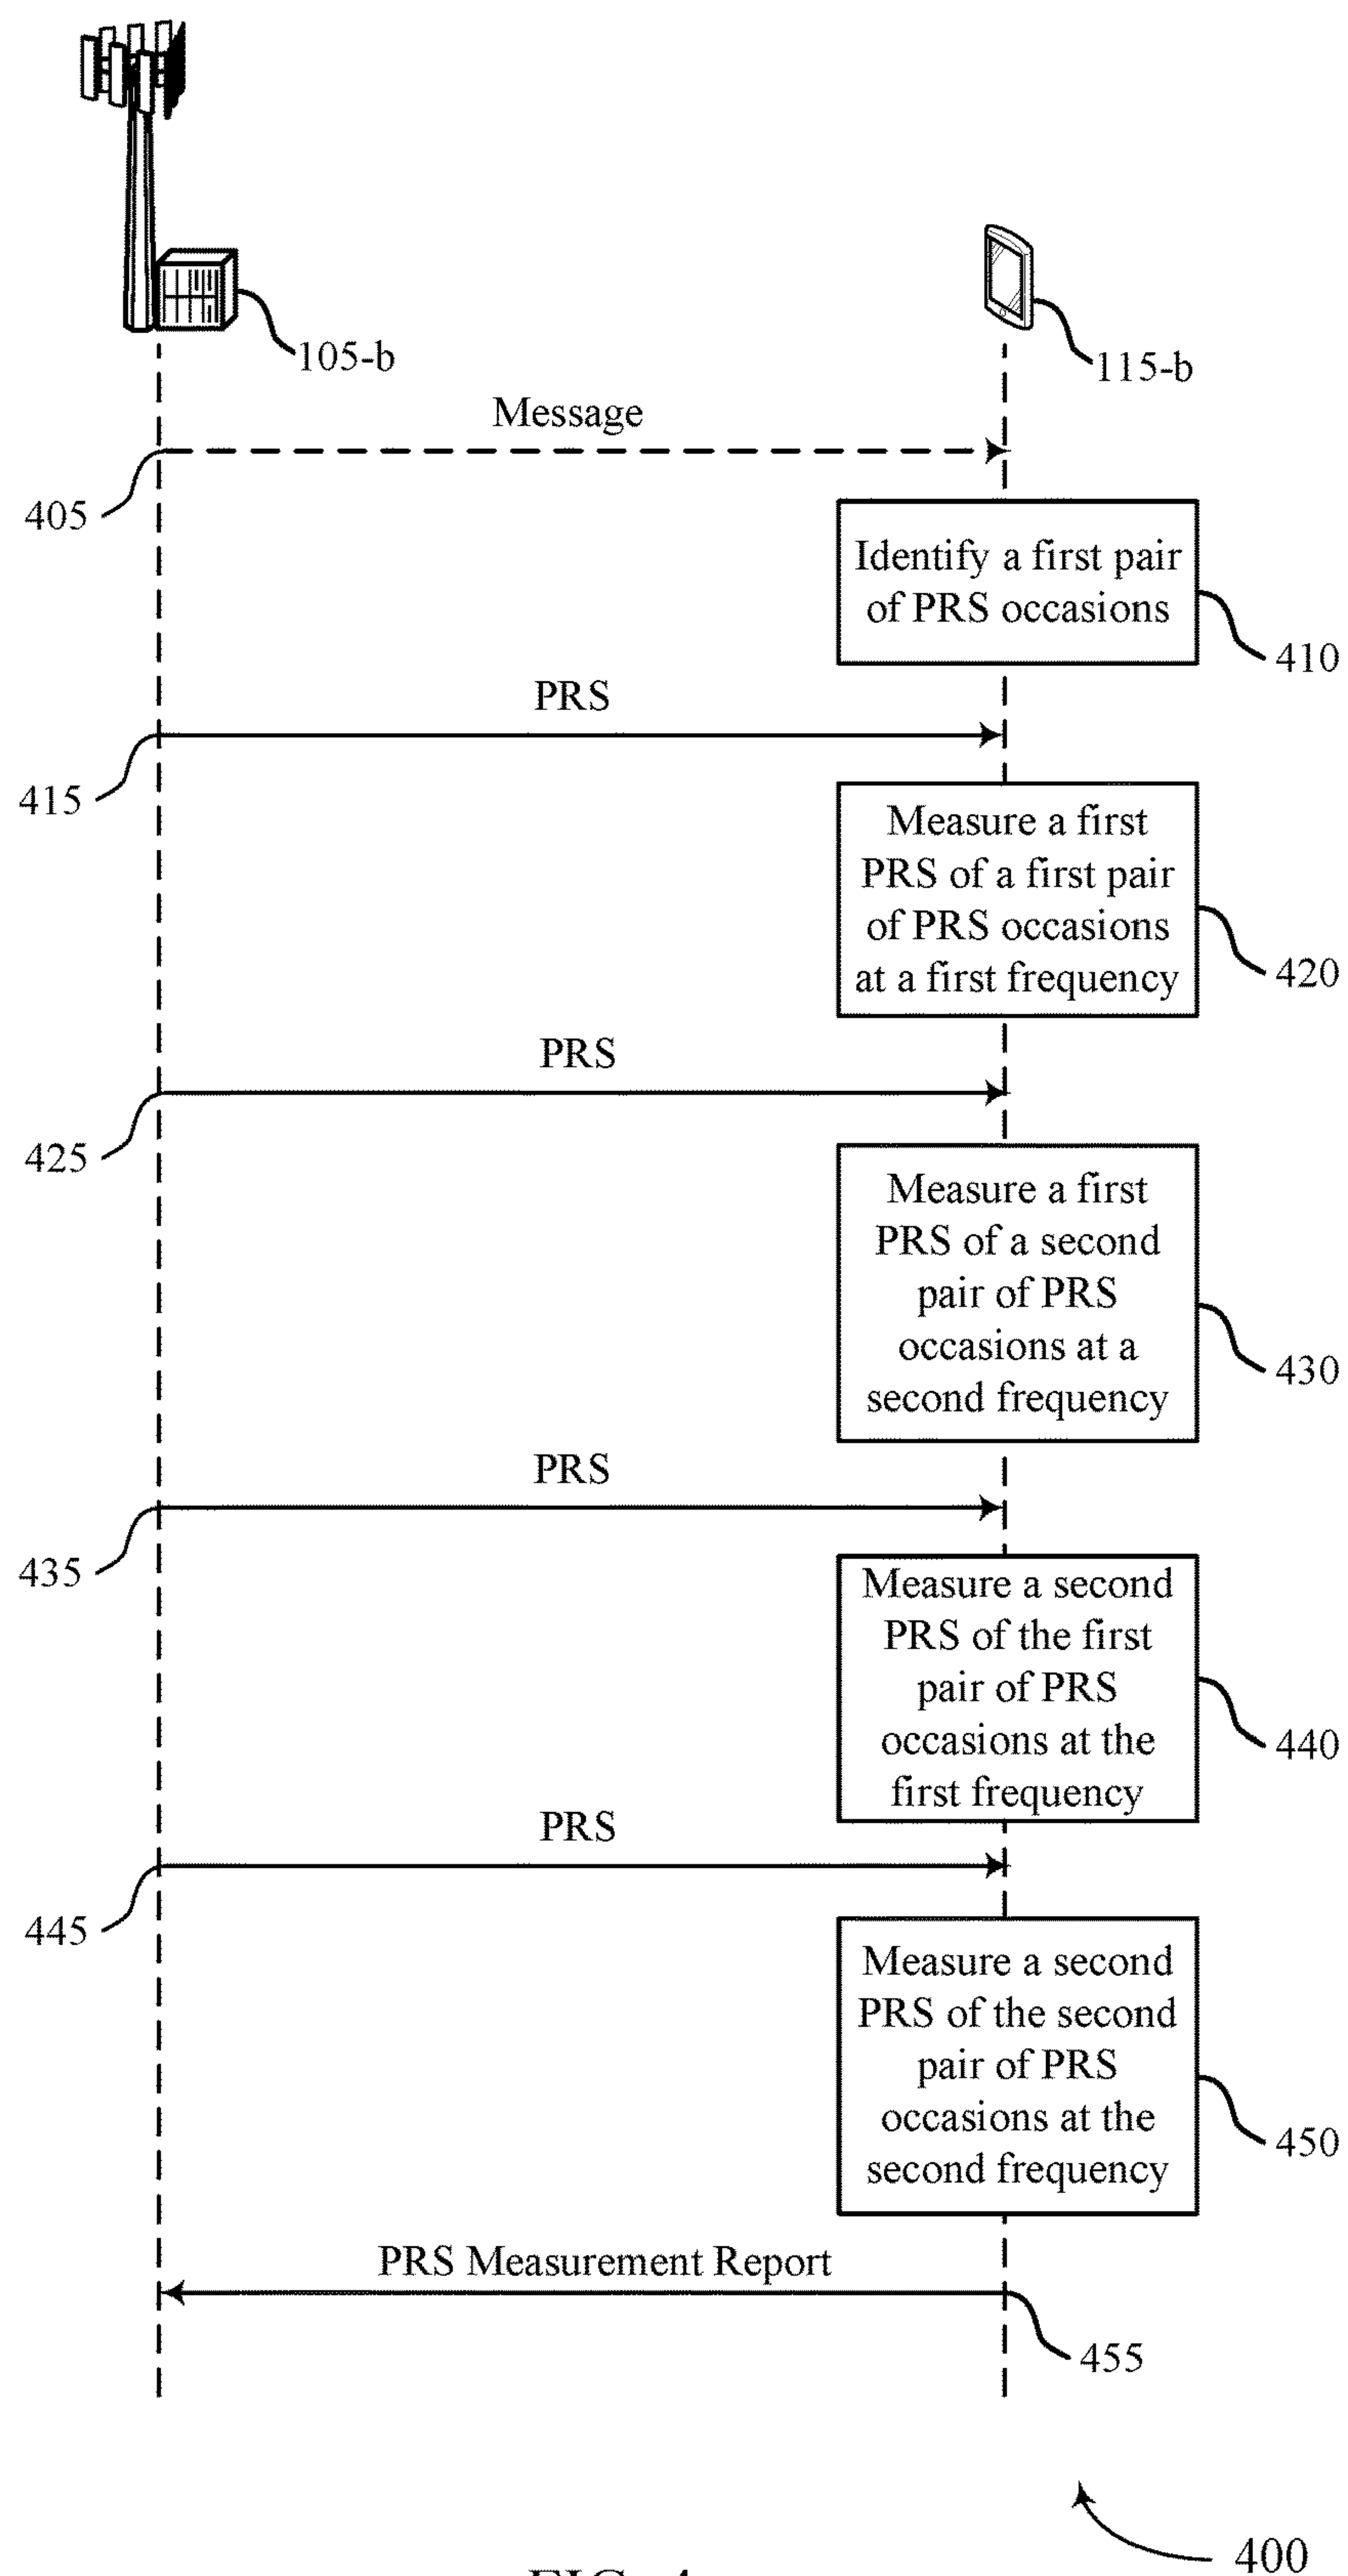 105-b
115-b
Message
405
Identify a first pair
of PRS occasions
410
PRS
415
Measure a first
PRS of a first pair
of PRS occasions
at a first frequency
420
PRS
425
Measure a first
PRS of a second
pair of PRS
occasions at a
second frequency
430
PRS
435
Measure a second
PRS of the first
pair of PRS
occasions at the
first frequency
440
PRS
445
Measure a second
PRS of the second
pair of PRS
occasions at the
second frequency
450
PRS Measurement Report
455
400